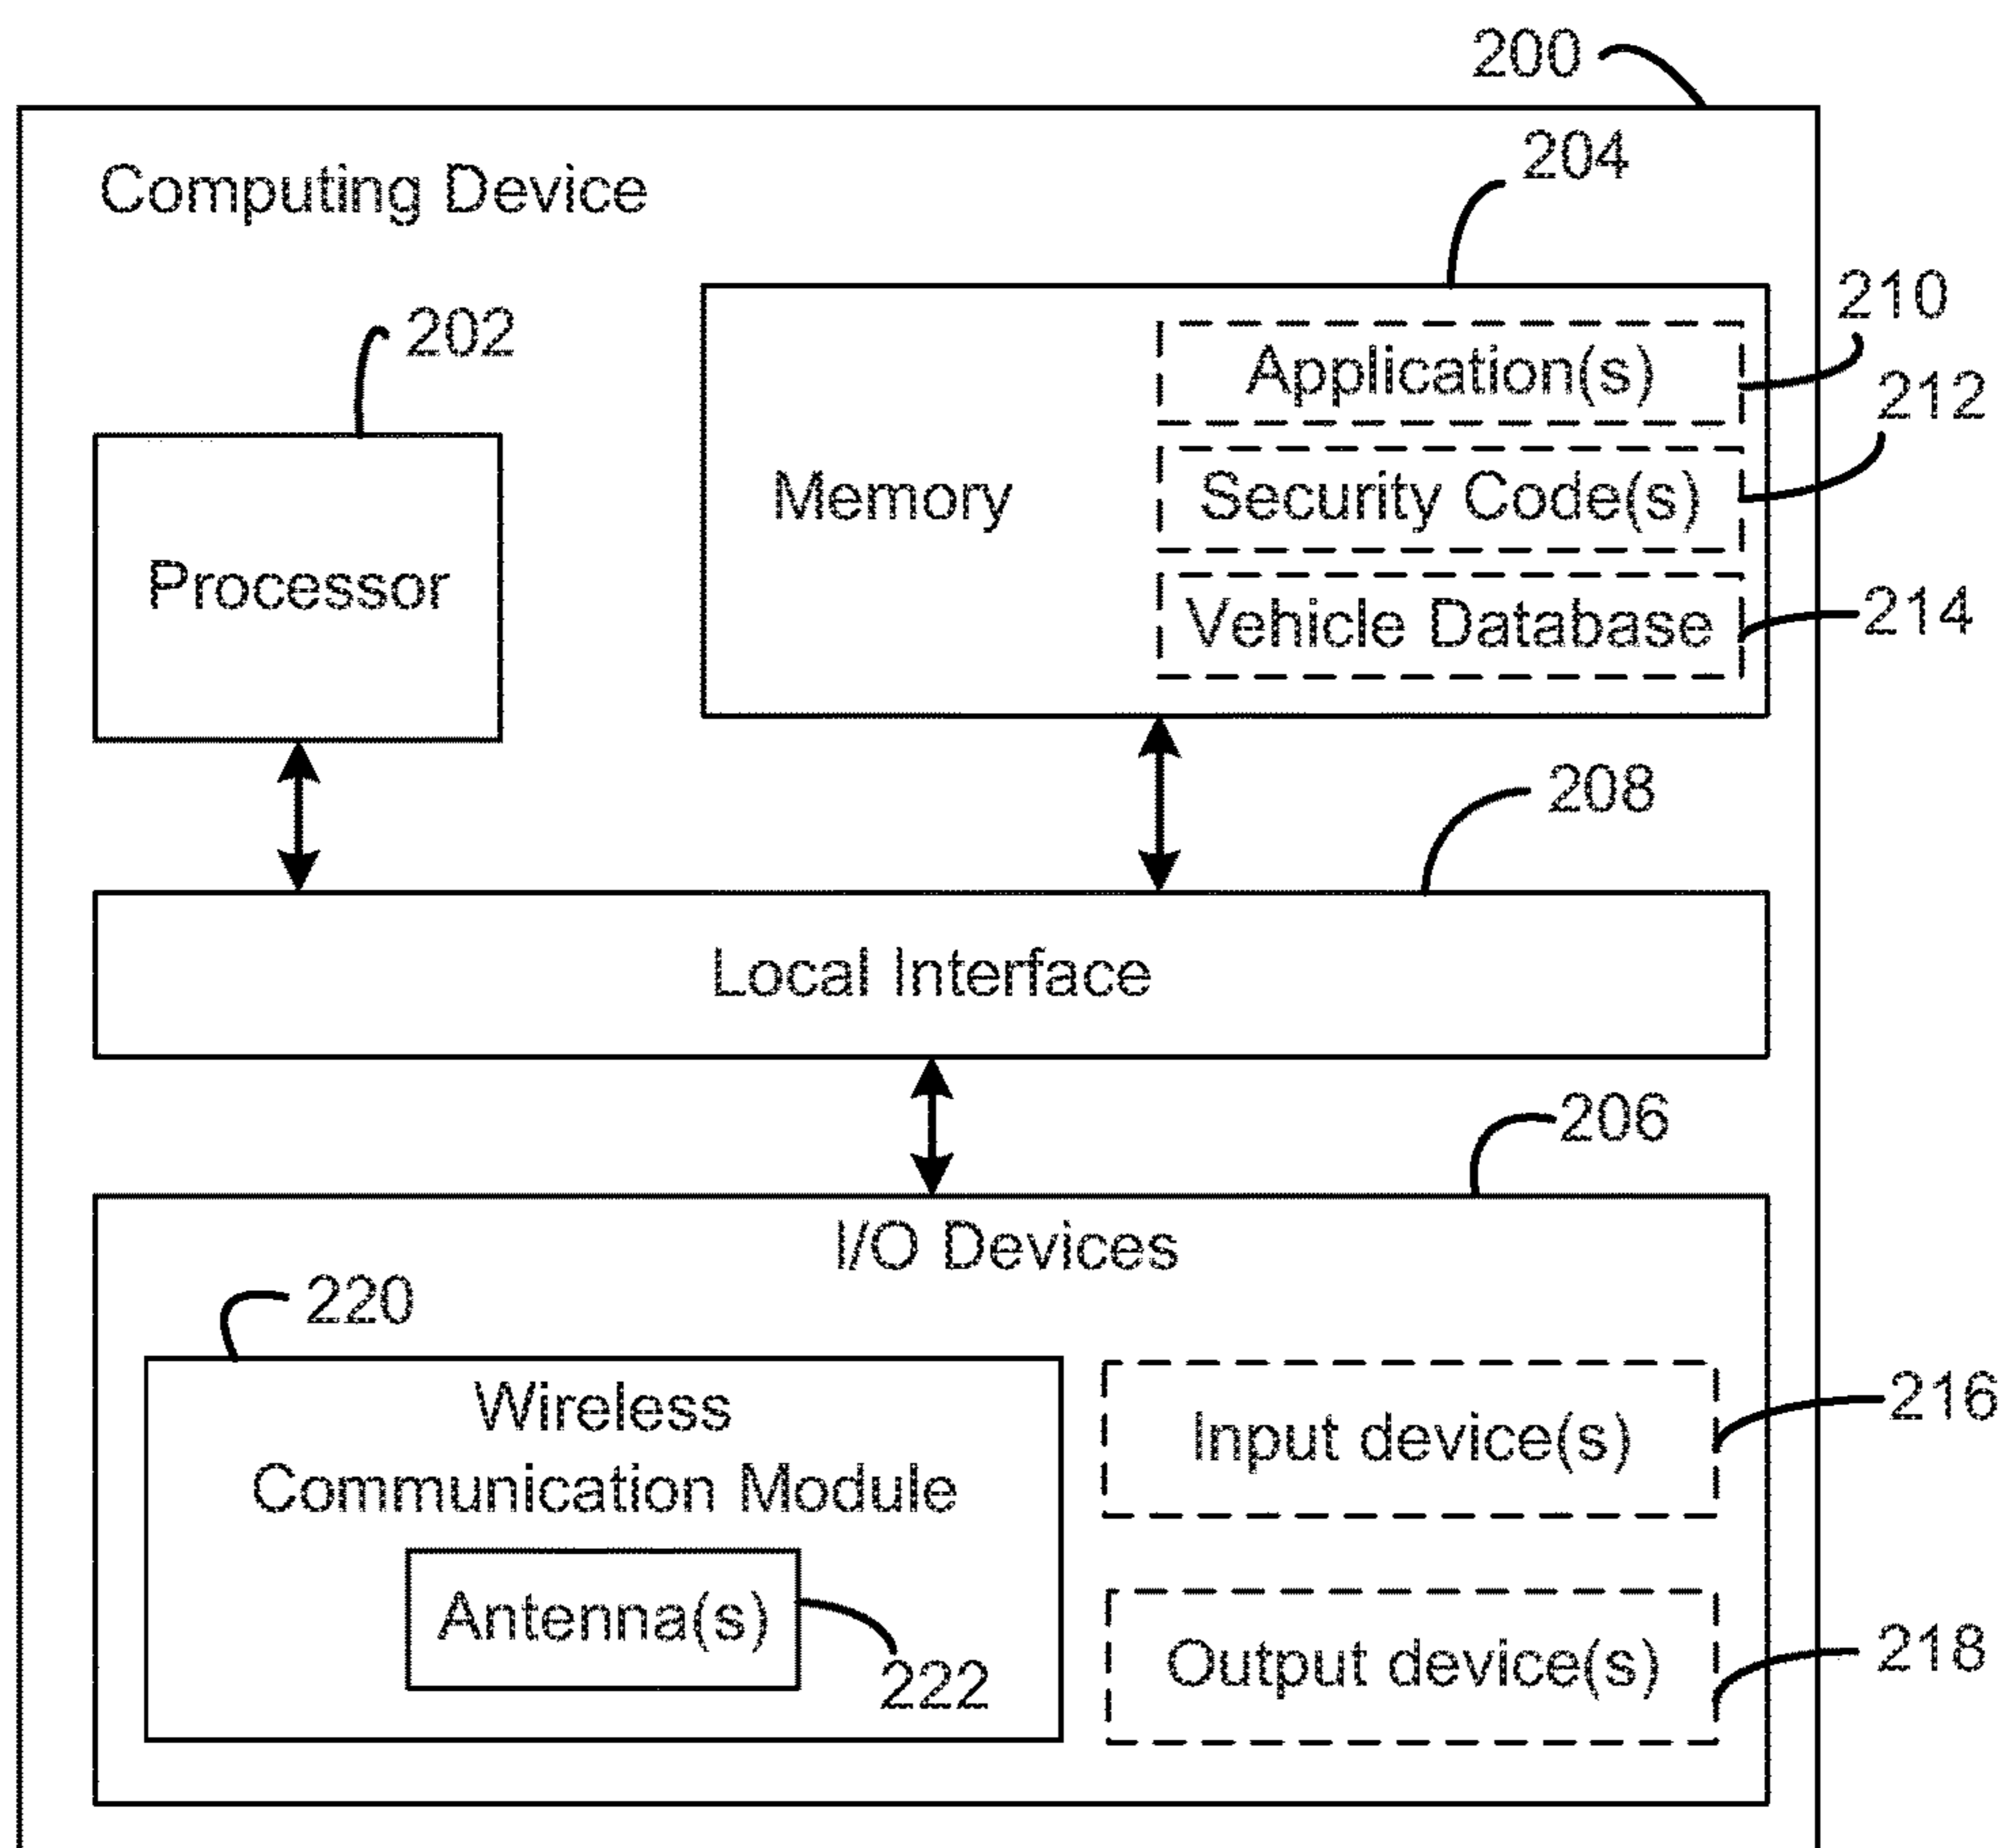 200
Computing Device
204
202
210
Application(s)
212
Memory
Security Code(s)
Processor
Vehicle Database
214
208
Local Interface
206
I/O Devices
220
Wireless
Communication Module
216
Input device(s)
Antenna(s)
222
Output device(s)
218